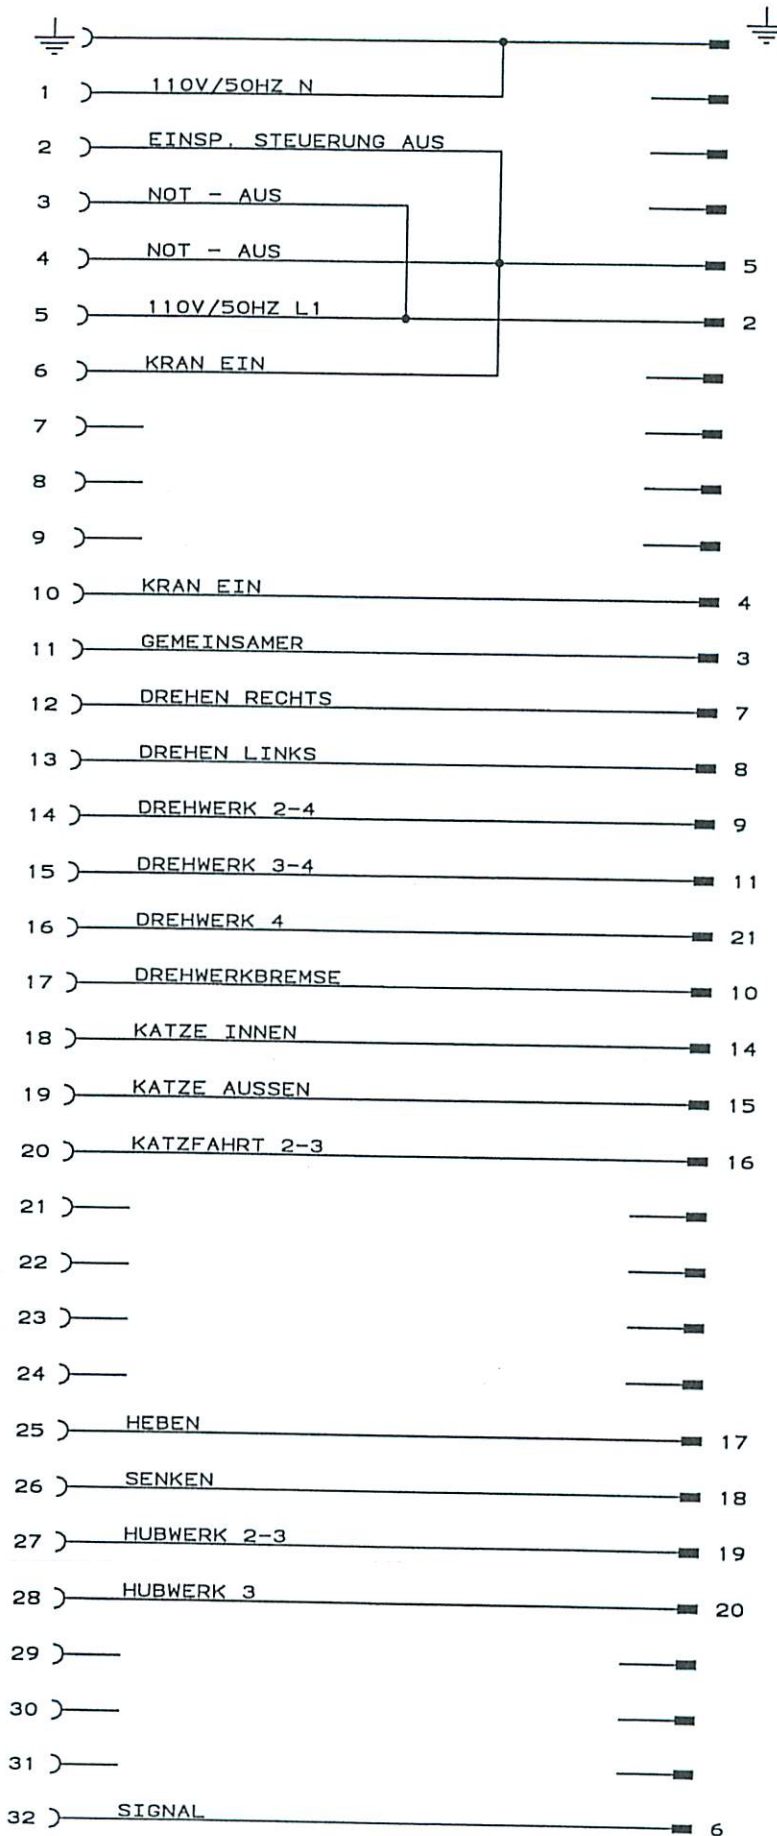 1 110V/50HZ N
2 EINSP. STEUERUNG AUS
3 NOT - AUS
4 NOT - AUS 5
5 110V/50HZ L1 2
6 KRAN EIN
7
8
9
10 KRAN EIN 4
11 GEMEINSAMER 3
12 DREHEN RECHTS 7
13 DREHEN LINKS 8
14 DREHWERK 2-4 9
15 DREHWERK 3-4 11
16 DREHWERK 4 21
17 DREHWERKBREMSE 10
18 KATZE INNEN 14
19 KATZE AUSSEN 15
20 KATZFAHRT 2-3 16
21
22
23
24
25 HEBEN 17
26 SENKEN 18
27 HUBWERK 2-3 19
28 HUBWERK 3 20
29
30
31
32 SIGNAL 6